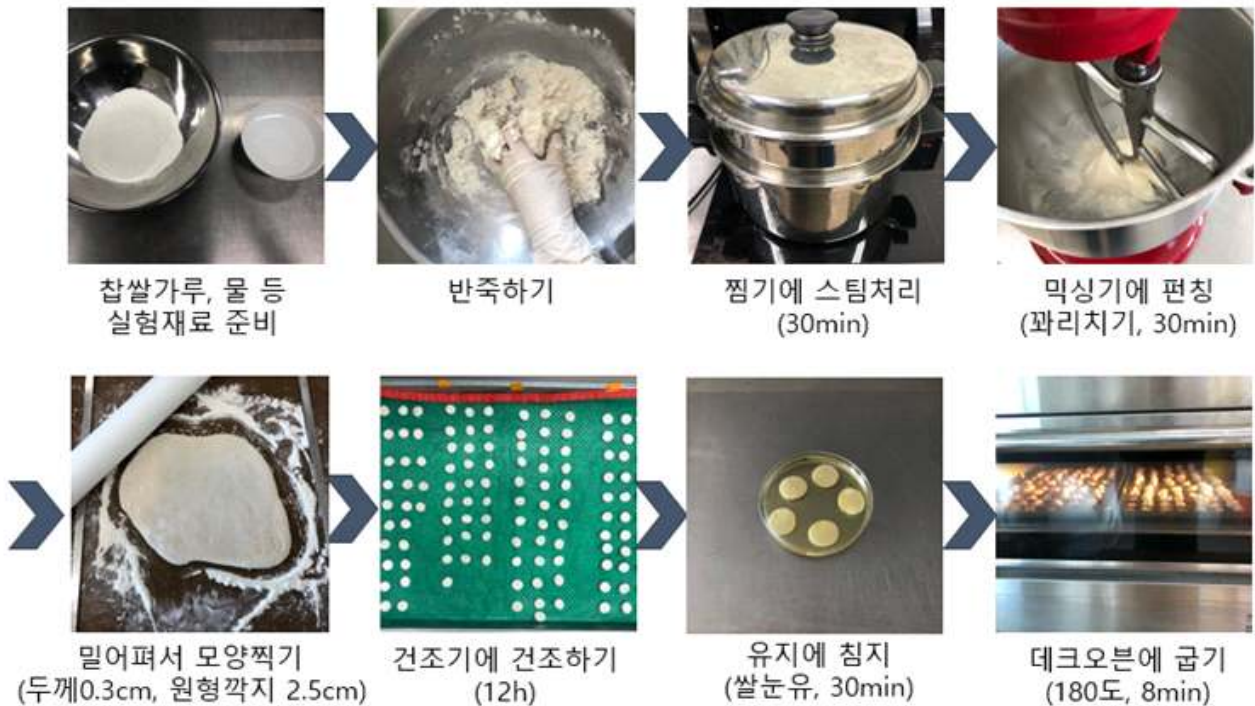 찹쌀가루, 물 등
실험재료 준비
반죽하기
찜기에 스팀처리
(30min)
믹싱기에 펀칭
(꽈리치기, 30min)
밀어펴서 모양찍기
(두께0.3cm, 원형깍지 2.5cm)
건조기에 건조하기
(12h)
유지에 침지
(쌀눈유, 30min)
데크오븐에 굽기
(180도, 8min)